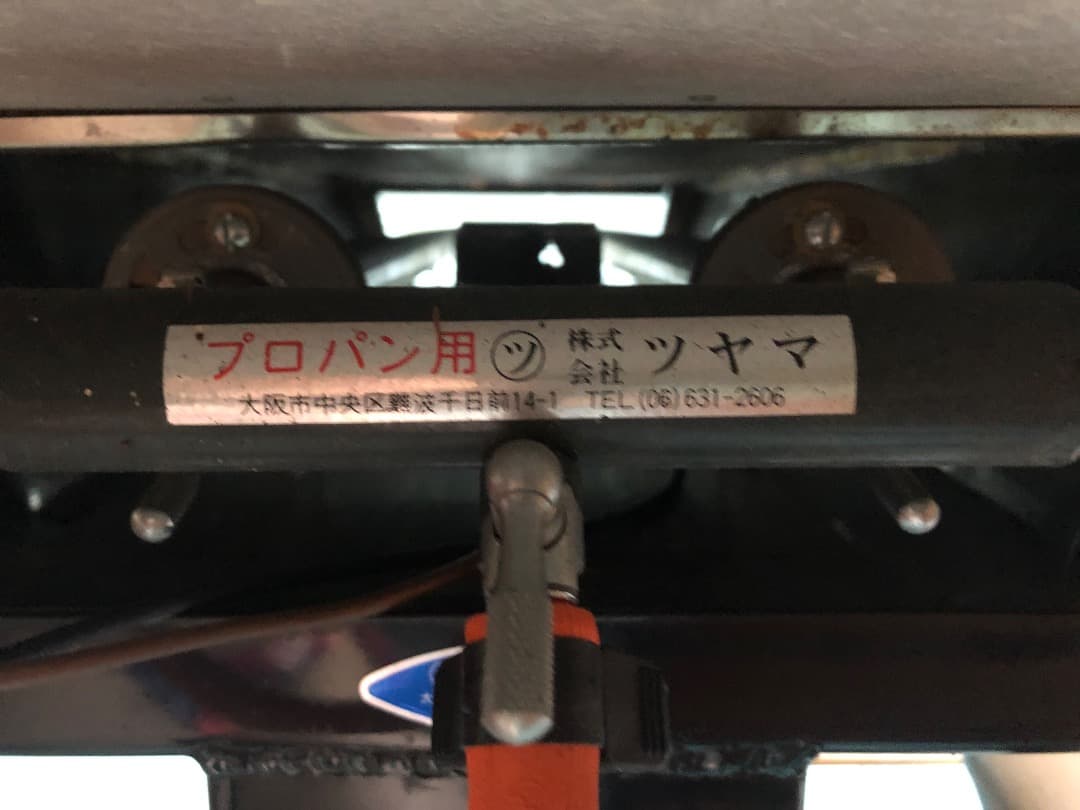 プロパン用 ツ 株式会社 ツヤマ
大阪市中央区難波千日前14-1 TEL(06)631-2606